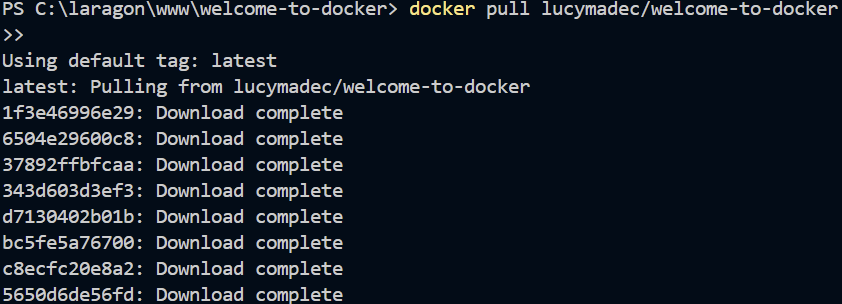 PS C:\laragon\www\welcome-to-docker> docker pull lucymadec/welcome-to-docker
>>
Using default tag: latest
latest: Pulling from lucymadec/welcome-to-docker
1f3e46996e29: Download complete
6504e29600c8: Download complete
37892ffbfcaa: Download complete
343d603d3ef3: Download complete
d7130402b01b: Download complete
bc5fe5a76700: Download complete
c8ecfc20e8a2: Download complete
5650d6de56fd: Download complete